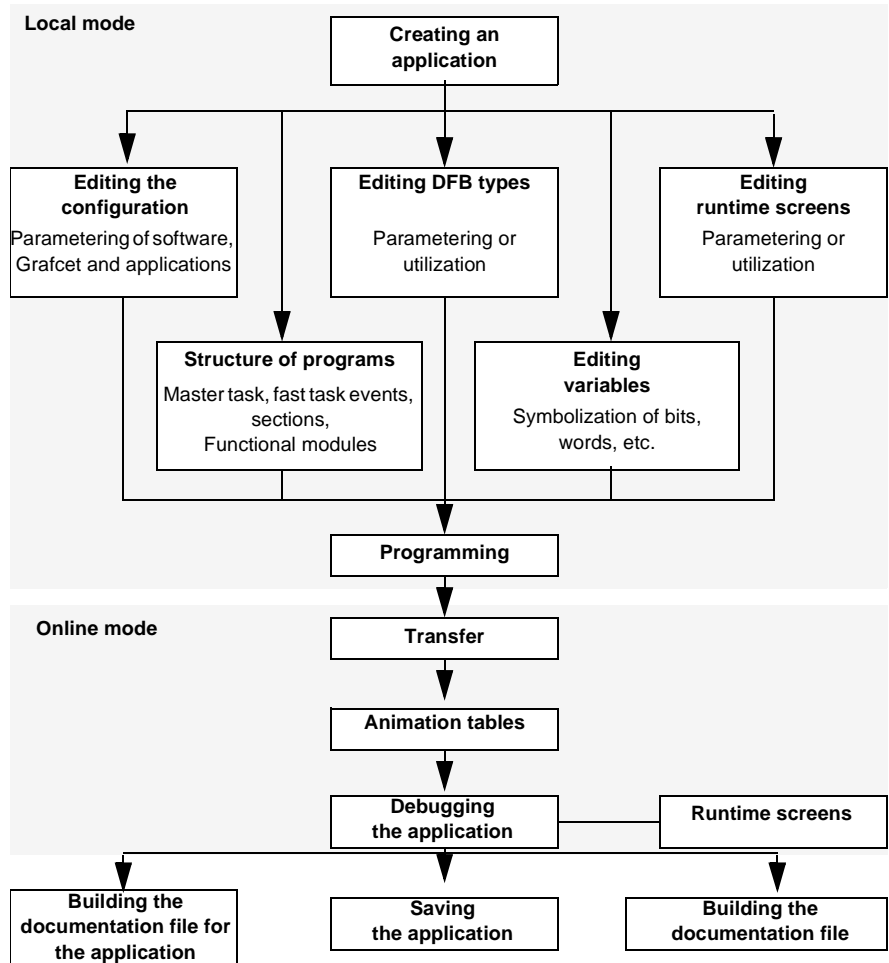 Local mode
Creating an
application
Editing the
configuration
Parametering of software,
Grafcet and applications
Editing DFB types
Parametering or
utilization
Editing
runtime screens
Parametering or
utilization
Structure of programs
Master task, fast task events,
sections,
Functional modules
Editing
variables
Symbolization of bits,
words, etc.
Programming
Online mode
Transfer
Animation tables
Debugging
the application
Runtime screens
Building the
documentation file for
the application
Saving
the application
Building the
documentation file